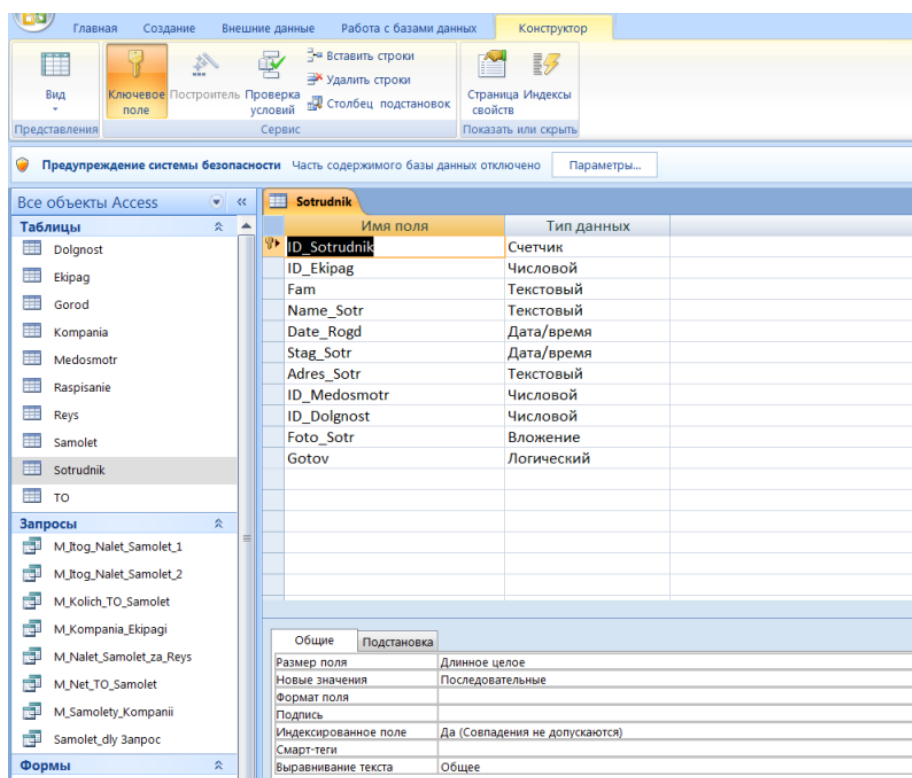 Главная Создание Внешние данные Работа с базами данных Конструктор
Вид
Ключевое поле
Построитель
Проверка условий
Вставить строки
Удалить строки
Столбец подстановок
Страница свойств
Индексы
Представления Сервис Показать или скрыть
Предупреждение системы безопасности Часть содержимого базы данных отключено Параметры...
Все объекты Access
Таблицы
Dolgnost
Ekipag
Gorod
Kompania
Medosmotr
Raspisanie
Reys
Samolet
Sotrudnik
TO
Запросы
M_Itog_Nalet_Samolet_1
M_Itog_Nalet_Samolet_2
M_Kolich_TO_Samolet
M_Kompania_Ekipagi
M_Nalet_Samolet_za_Reys
M_Net_TO_Samolet
M_Samolety_Kompanii
Samolet_dly Запрос
Формы
Sotrudnik
Имя поля Тип данных
ID_Sotrudnik Счетчик
ID_Ekipag Числовой
Fam Текстовый
Name_Sotr Текстовый
Date_Rogd Дата/время
Stag_Sotr Дата/время
Adres_Sotr Текстовый
ID_Medosmotr Числовой
ID_Dolgnost Числовой
Foto_Sotr Вложение
Gotov Логический
Общие Подстановка
Размер поля Длинное целое
Новые значения Последовательные
Формат поля
Подпись
Индексированное поле Да (Совпадения не допускаются)
Смарт-теги
Выравнивание текста Общее